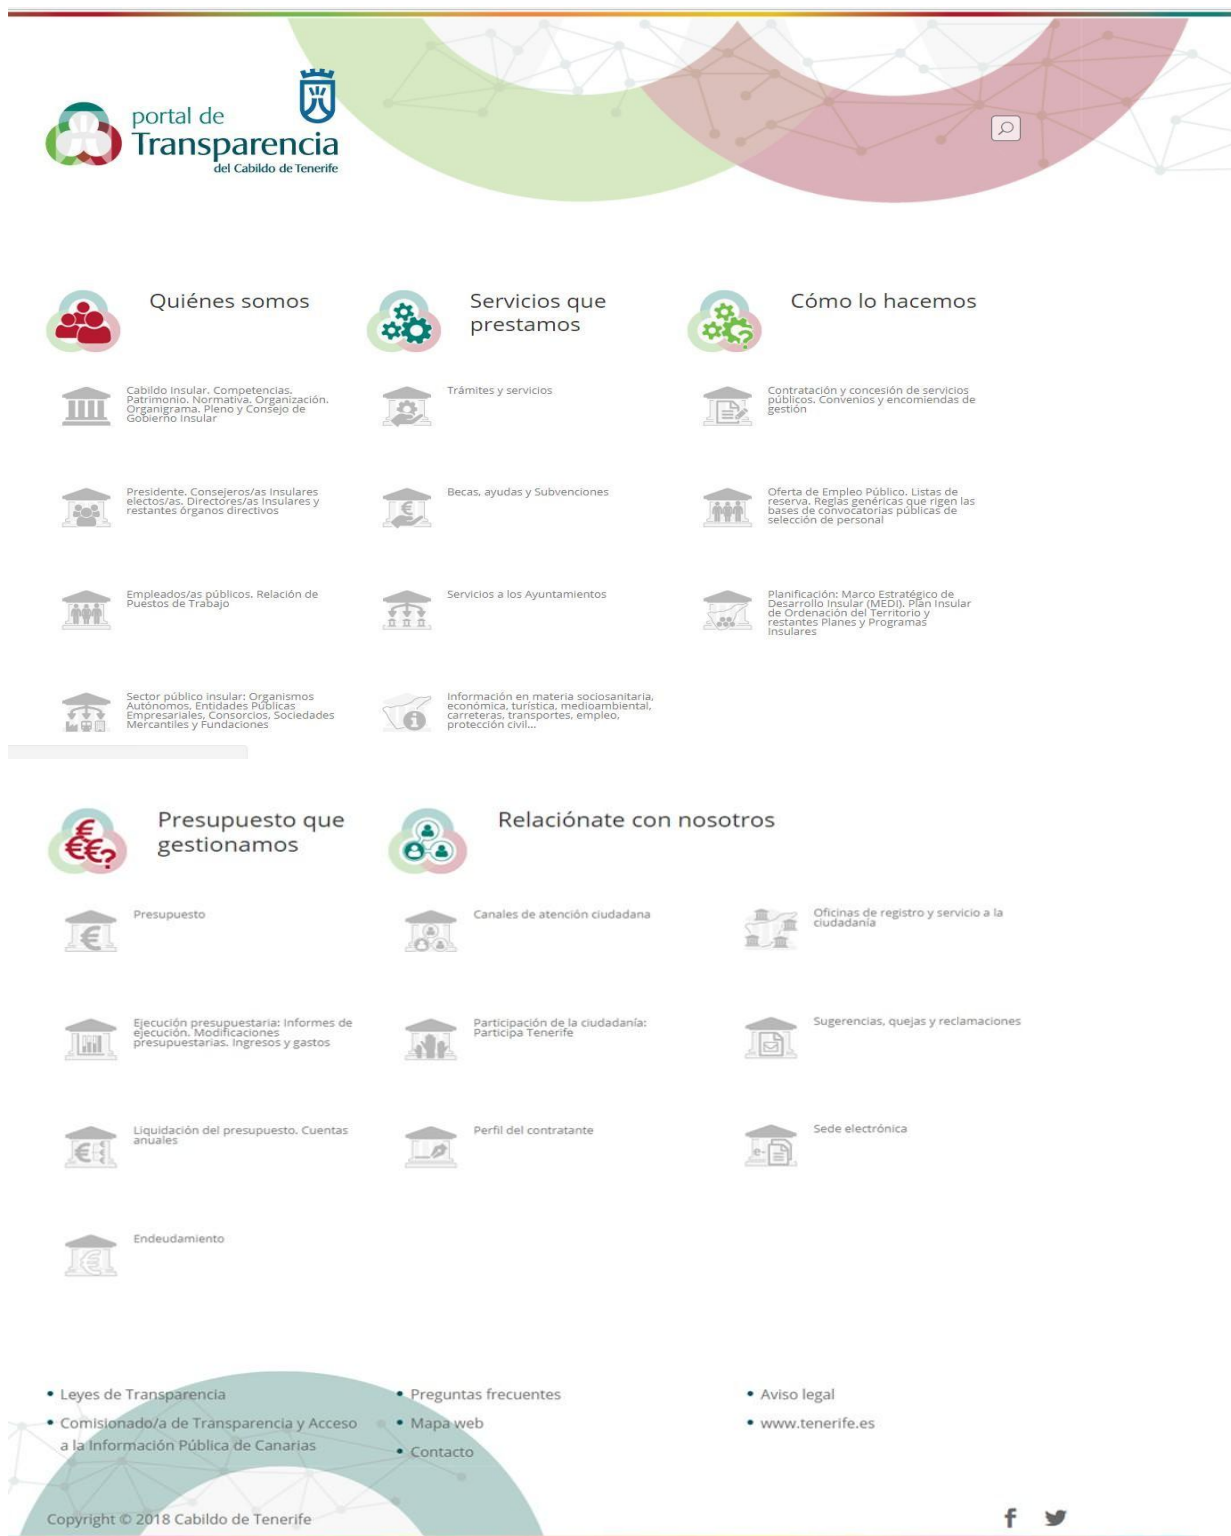 portal de
Transparencia
del Cabildo de Tenerife
Quiénes somos
Cabildo Insular. Competencias.
Patrimonio. Normativa. Organización.
Organigrama. Pleno y Consejo de
Gobierno Insular
Presidente. Consejeros/as Insulares
electos/as. Directores/as Insulares y
restantes órganos directivos
Empleados/as públicos. Relación de
Puestos de Trabajo
Sector público insular: Organismos
Autónomos, Entidades Públicas
Empresariales, Consorcios, Sociedades
Mercantiles y Fundaciones
Servicios que
prestamos
Trámites y servicios
Becas, ayudas y Subvenciones
Servicios a los Ayuntamientos
Información en materia sociosanitaria,
económica, turística, medioambiental,
carreteras, transportes, empleo,
protección civil...
Cómo lo hacemos
Contratación y concesión de servicios
públicos. Convenios y encomiendas de
gestión
Oferta de Empleo Público. Listas de
reserva. Reglas genéricas que rigen las
bases de convocatorias públicas de
selección de personal
Planificación: Marco Estratégico de
Desarrollo Insular (MEDI). Plan Insular
de Ordenación del Territorio y
restantes Planes y Programas
Insulares
Presupuesto que
gestionamos
Presupuesto
Ejecución presupuestaria: Informes de
ejecución. Modificaciones
presupuestarias. Ingresos y gastos
Liquidación del presupuesto. Cuentas
anuales
Endeudamiento
Relaciónate con nosotros
Canales de atención ciudadana
Participación de la ciudadanía:
Participa Tenerife
Perfil del contratante
Oficinas de registro y servicio a la
ciudadanía
Sugerencias, quejas y reclamaciones
e-
Sede electrónica
• Leyes de Transparencia
• Comisionado/a de Transparencia y Acceso
a la Información Pública de Canarias
• Preguntas frecuentes
• Mapa web
• Contacto
• Aviso legal
• www.tenerife.es
Copyright © 2018 Cabildo de Tenerife